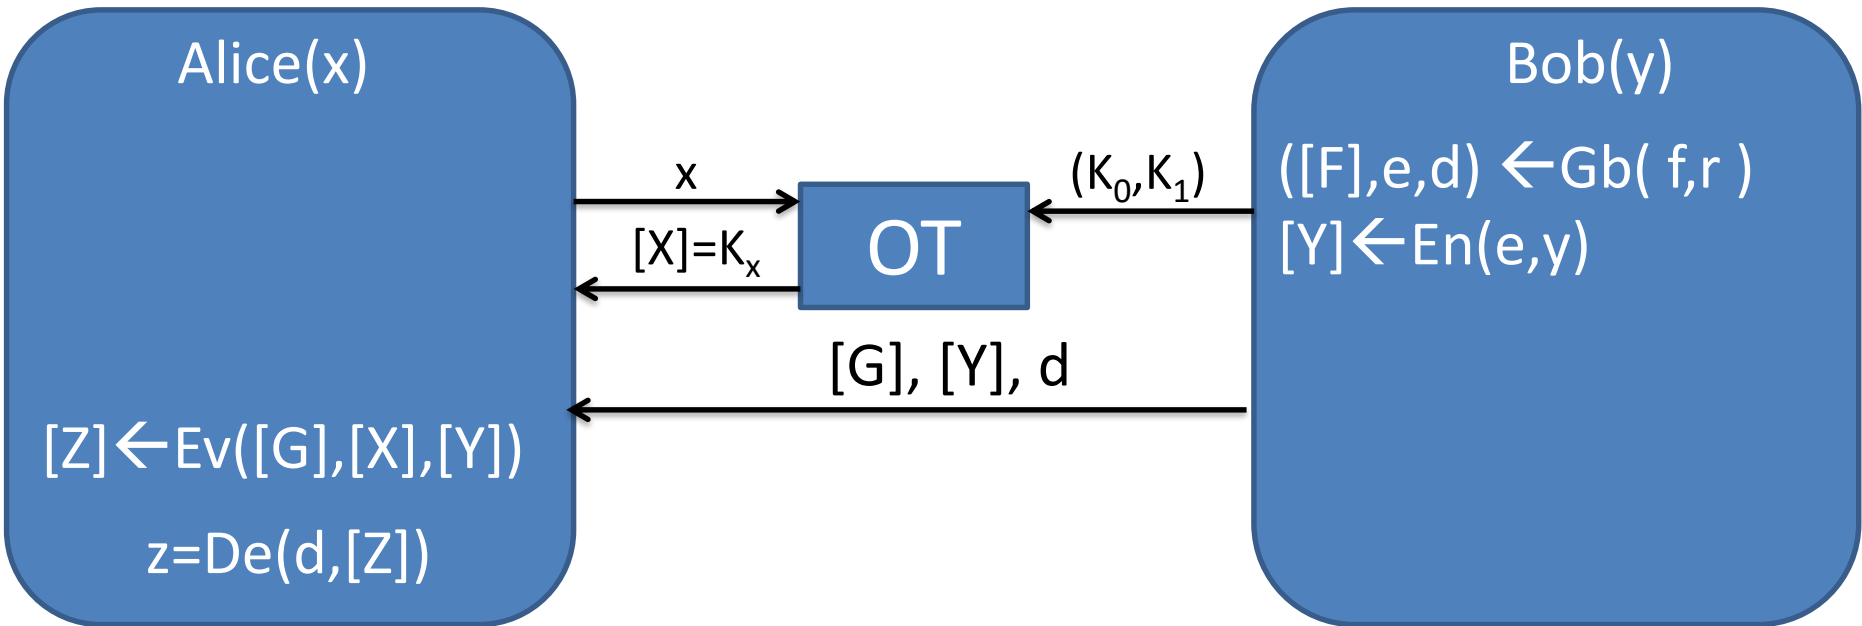 Alice(x)
Bob(y)
([F],e,d) ←Gb( f,r )
[Y]←En(e,y)
x
(K₀,K₁)
[X]=Kₓ
OT
[G], [Y], d
[Z]←Ev([G],[X],[Y])
z=De(d,[Z])